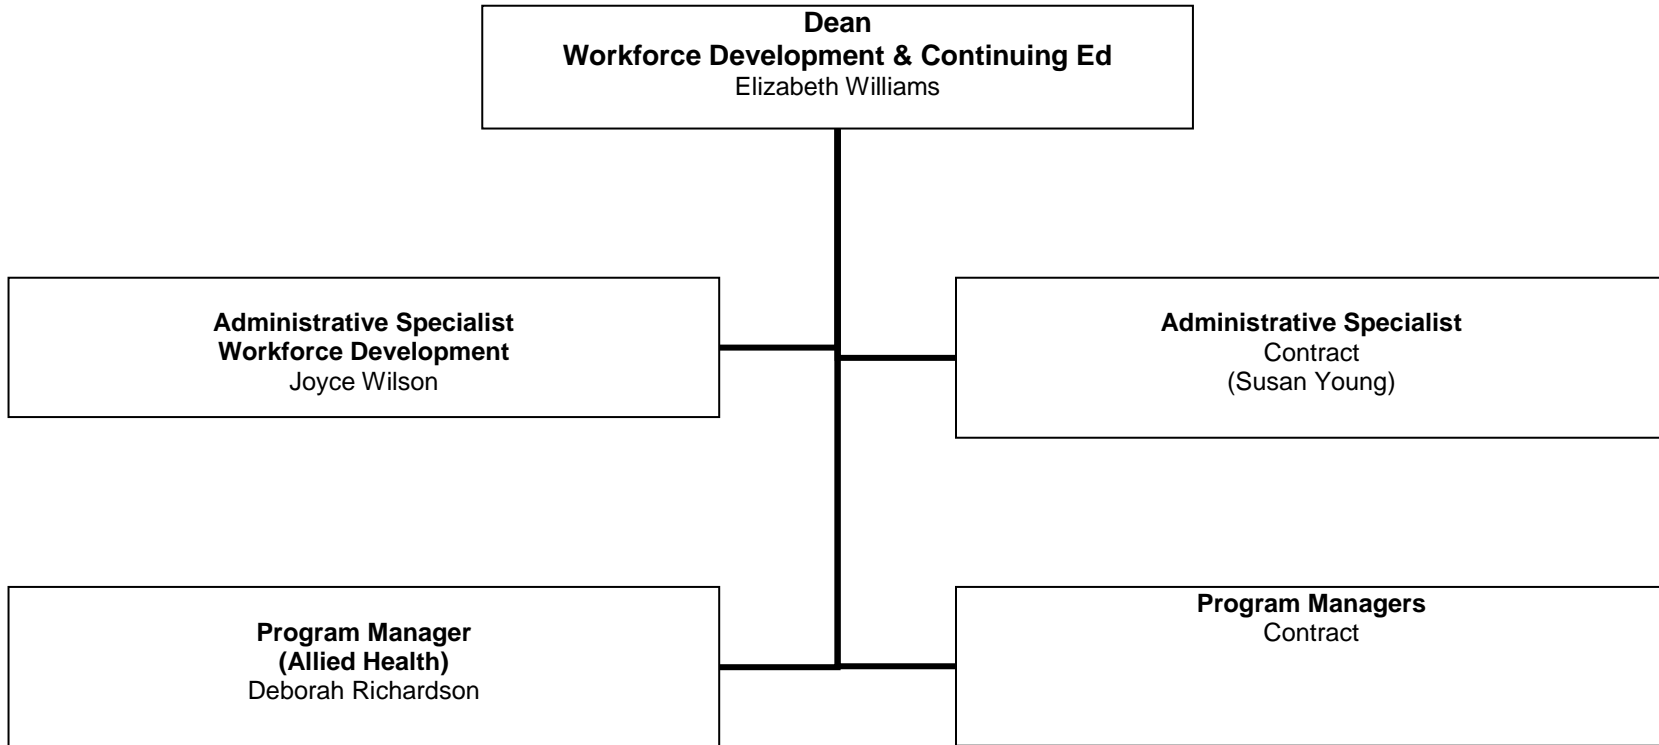 Dean
Workforce Development & Continuing Ed
Elizabeth Williams
Administrative Specialist
Workforce Development
Joyce Wilson
Administrative Specialist
Contract
(Susan Young)
Program Manager
(Allied Health)
Deborah Richardson
Program Managers
Contract